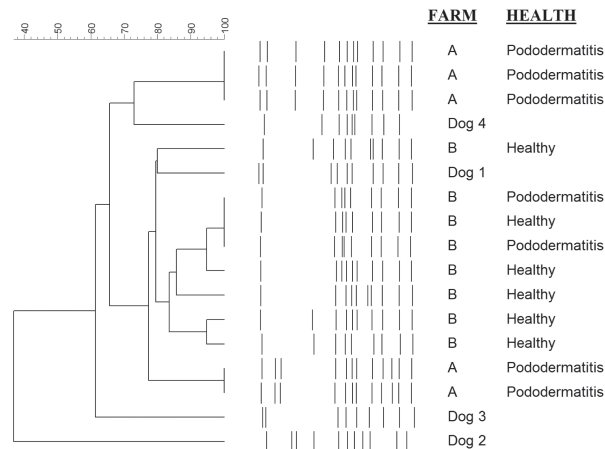 FARM HEALTH
40 50 60 70 80 90 100
A Pododermatitis
A Pododermatitis
A Pododermatitis
Dog 4
B Healthy
Dog 1
B Pododermatitis
B Healthy
B Pododermatitis
B Healthy
B Healthy
B Healthy
B Healthy
A Pododermatitis
A Pododermatitis
Dog 3
Dog 2